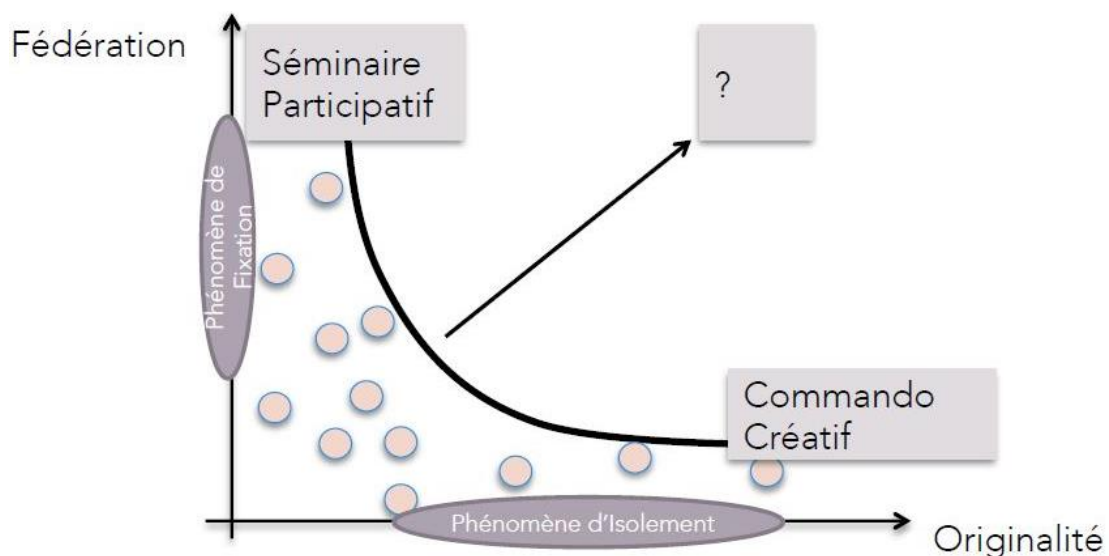 Fédération
Séminaire
Participatif
?
Phénomène de
Fixation
Commando
Créatif
Phénomène d'Isolement
Originalité